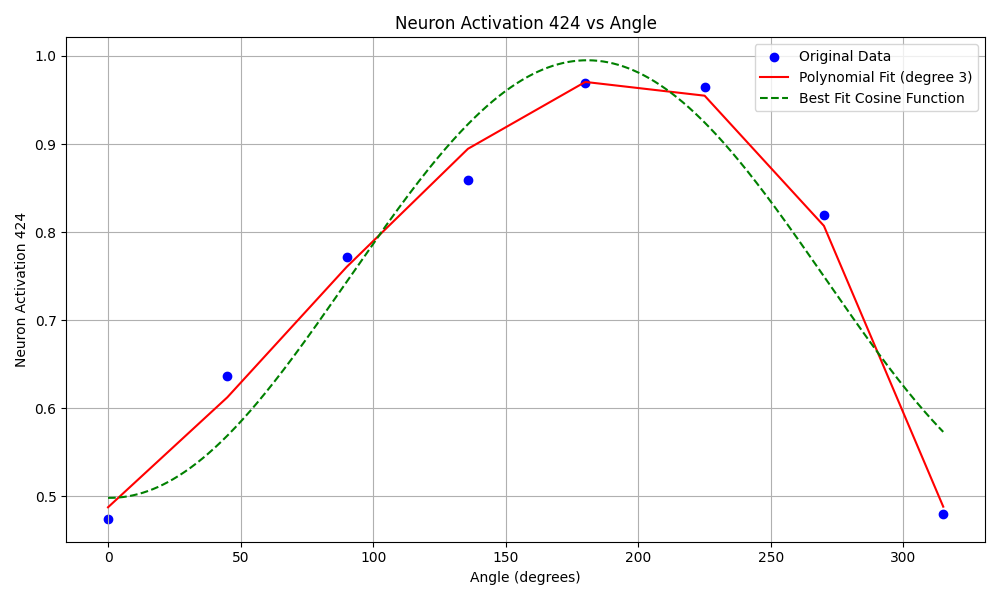 Neuron Activation 424 vs Angle
Original Data
Polynomial Fit (degree 3)
Best Fit Cosine Function
Neuron Activation 424
1.0
0.9
0.8
0.7
0.6
0.5
0
50
100
150
200
250
300
Angle (degrees)